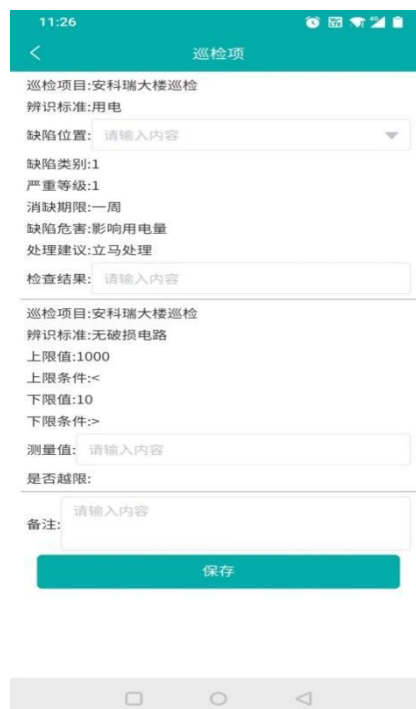 11:26
巡检项
巡检项目:安科瑞大楼巡检
辨识标准:用电
缺陷位置: 请输入内容
缺陷类别:1
严重等级:1
消缺期限:一周
缺陷危害:影响用电量
处理建议:立马处理
检查结果: 请输入内容
巡检项目:安科瑞大楼巡检
辨识标准:无破损电路
上限值:1000
上限条件:<
下限值:10
下限条件:>
测量值: 请输入内容
是否越限:
备注: 请输入内容
保存